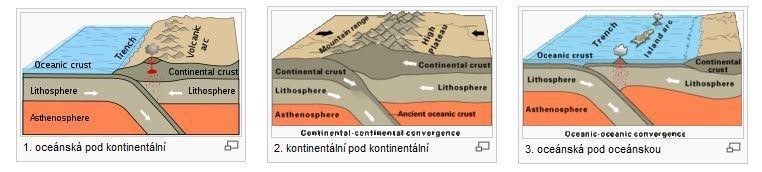 Trench
Volcanic arc
Oceanic crust
Continental crust
Lithosphere
Lithosphere
Asthenosphere
1. oceánská pod kontinentální
Mountain range
High Plateau
Continental crust
Continental crust
Lithosphere
Lithosphere
Asthenosphere
Ancient oceanic crust
Continental-continental convergence
2. kontinentální pod kontinentální
Trench
Island arc
Oceanic crust
Continental crust
Lithosphere
Lithosphere
Asthenosphere
Oceanic-oceanic convergence
3. oceánská pod oceánskou